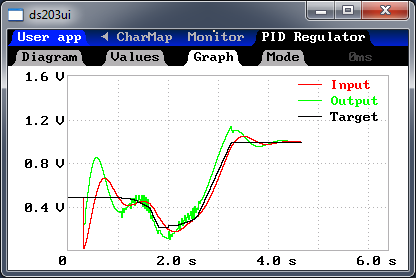 ds203ui
User app CharMap Monitor PID Regulator
Diagram Values Graph Mode 0ms
1.6 V
Input
Output
1.2 V
Target
0.8 V
0.4 V
0 2.0 s 4.0 s 6.0 s